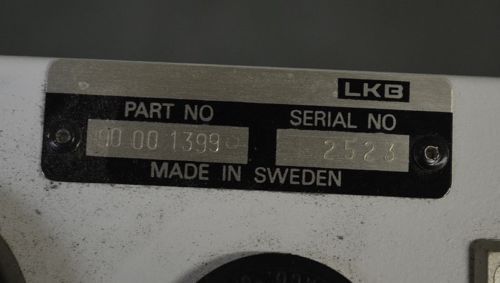 LKB
PART NO SERIAL NO
90 00 1399 2523
MADE IN SWEDEN